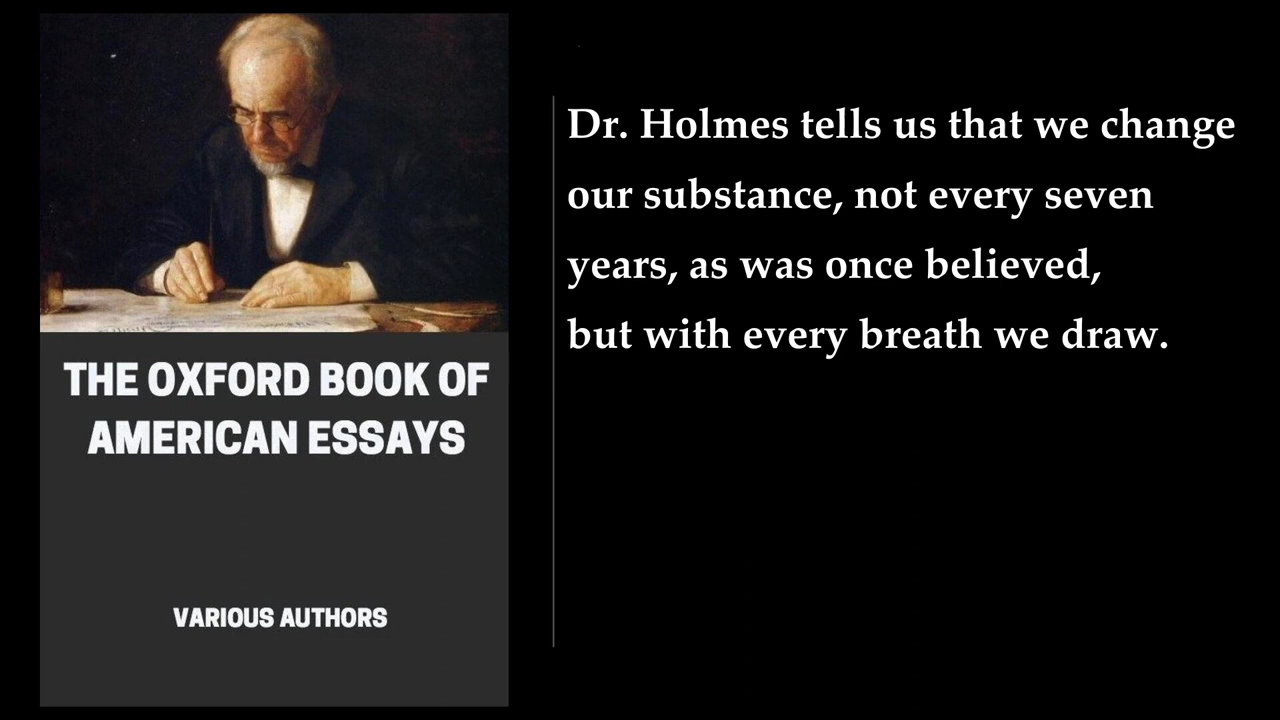 THE OXFORD BOOK OF
AMERICAN ESSAYS
VARIOUS AUTHORS
Dr. Holmes tells us that we change
our substance, not every seven
years, as was once believed,
but with every breath we draw.